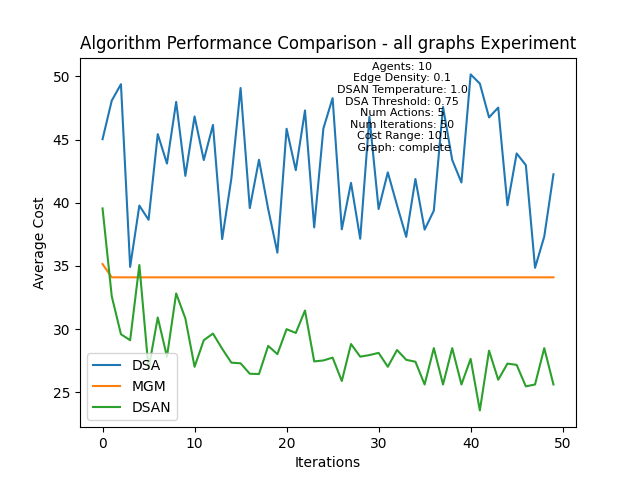 Algorithm Performance Comparison - all graphs Experiment
Agents: 10
Edge Density: 0.1
DSAN Temperature: 1.0
DSA Threshold: 0.75
Num Actions: 5
Num Iterations: 50
Cost Range: 101
Graph: complete
50
45
40
35
30
25
Average Cost
DSA
MGM
DSAN
0
10
20
30
40
50
Iterations